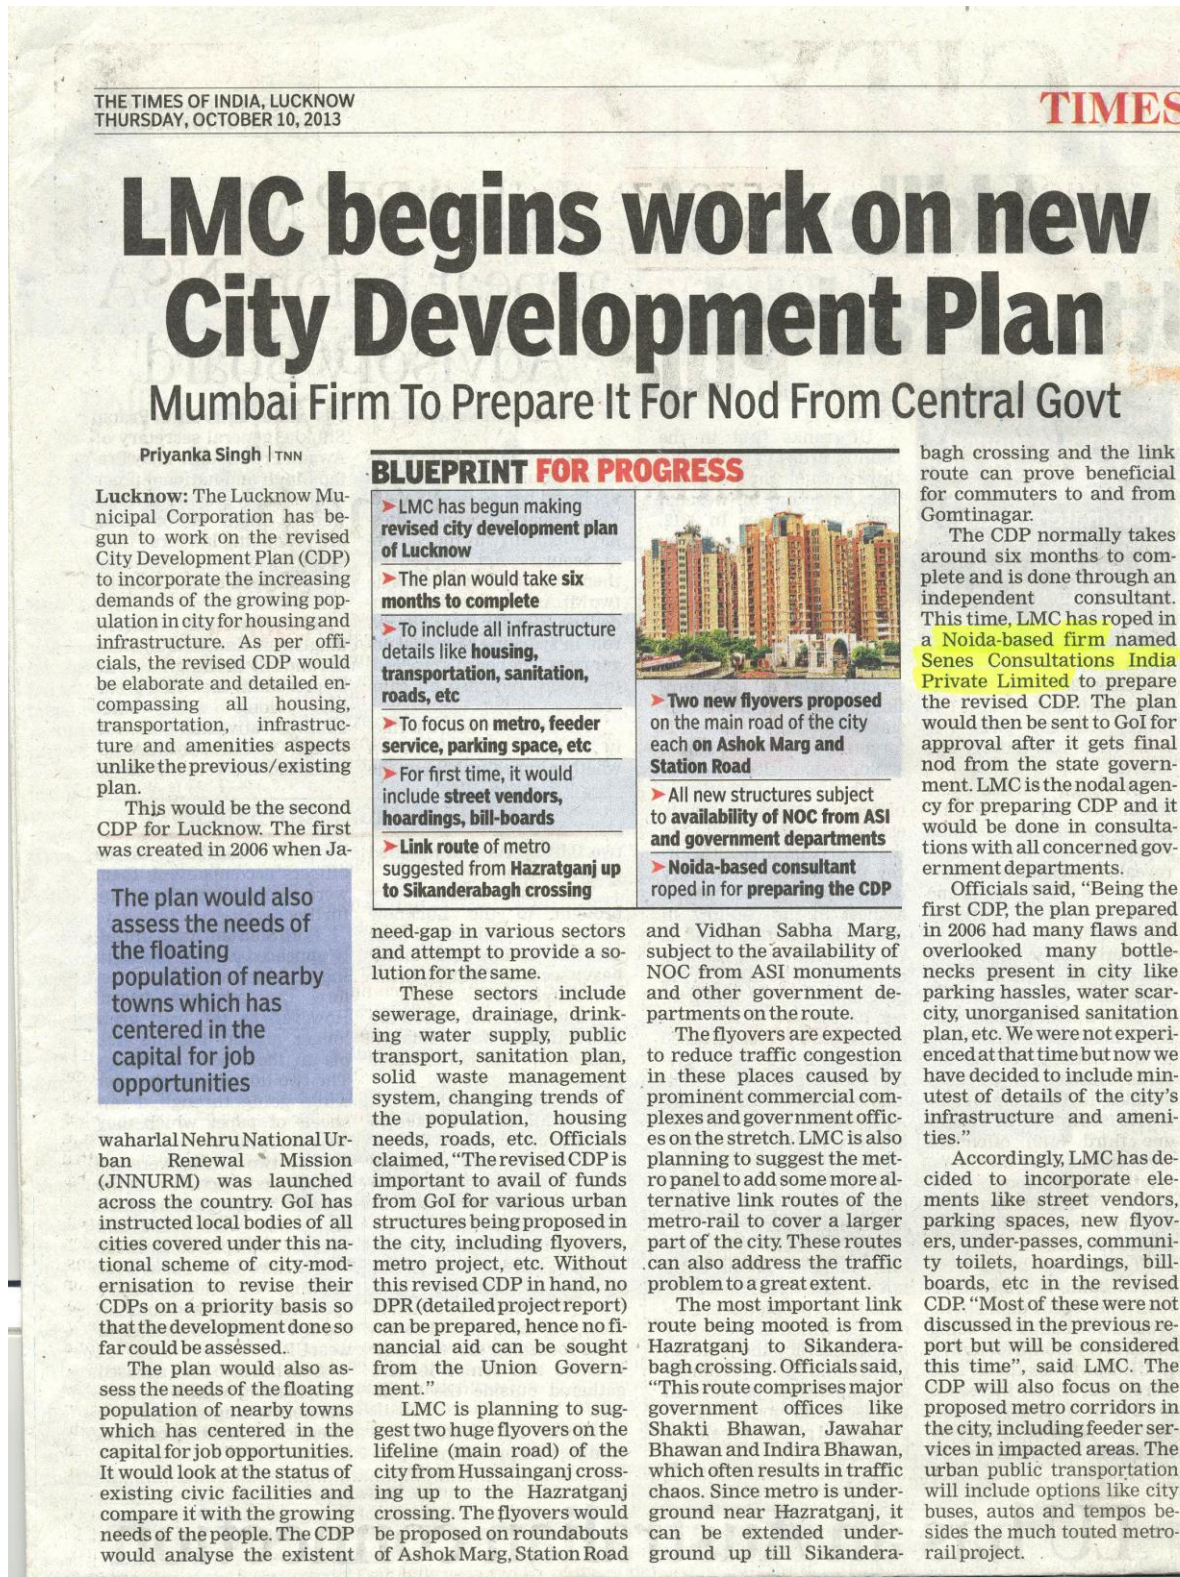 THE TIMES OF INDIA, LUCKNOW
THURSDAY, OCTOBER 10, 2013
TIMES
LMC begins work on new
City Development Plan
Mumbai Firm To Prepare It For Nod From Central Govt
Priyanka Singh | TNN
Lucknow: The Lucknow Mu-
nicipal Corporation has be-
gun to work on the revised
City Development Plan (CDP)
to incorporate the increasing
demands of the growing pop-
ulation in city for housing and
infrastructure. As per offi-
cials, the revised CDP would
be elaborate and detailed en-
compassing all housing,
transportation, infrastruc-
ture and amenities aspects
unlike the previous/existing
plan.
This would be the second
CDP for Lucknow. The first
was created in 2006 when Ja-
The plan would also
assess the needs of
the floating
population of nearby
towns which has
centered in the
capital for job
opportunities
waharlal Nehru National Ur-
ban Renewal Mission
(JNNURM) was launched
across the country. GoI has
instructed local bodies of all
cities covered under this na-
tional scheme of city-mod-
ernisation to revise their
CDPs on a priority basis so
that the development done so
far could be assessed.
The plan would also as-
sess the needs of the floating
population of nearby towns
which has centered in the
capital for job opportunities.
It would look at the status of
existing civic facilities and
compare it with the growing
needs of the people. The CDP
would analyse the existent
BLUEPRINT FOR PROGRESS
➤LMC has begun making
revised city development plan
of Lucknow
➤The plan would take six
months to complete
➤To include all infrastructure
details like housing,
transportation, sanitation,
roads, etc
➤To focus on metro, feeder
service, parking space, etc
➤For first time, it would
include street vendors,
hoardings, bill-boards
➤Link route of metro
suggested from Hazratganj up
to Sikanderabagh crossing
➤Two new flyovers proposed
on the main road of the city
each on Ashok Marg and
Station Road
➤All new structures subject
to availability of NOC from ASI
and government departments
➤Noida-based consultant
roped in for preparing the CDP
need-gap in various sectors
and attempt to provide a so-
lution for the same.
These sectors include
sewerage, drainage, drink-
ing water supply, public
transport, sanitation plan,
solid waste management
system, changing trends of
the population, housing
needs, roads, etc. Officials
claimed, "The revised CDP is
important to avail of funds
from GoI for various urban
structures being proposed in
the city, including flyovers,
metro project, etc. Without
this revised CDP in hand, no
DPR (detailed project report)
can be prepared, hence no fi-
nancial aid can be sought
from the Union Govern-
ment."
LMC is planning to sug-
gest two huge flyovers on the
lifeline (main road) of the
city from Hussainganj cross-
ing up to the Hazratganj
crossing. The flyovers would
be proposed on roundabouts
of Ashok Marg, Station Road
and Vidhan Sabha Marg,
subject to the availability of
NOC from ASI monuments
and other government de-
partments on the route.
The flyovers are expected
to reduce traffic congestion
in these places caused by
prominent commercial com-
plexes and government offic-
es on the stretch. LMC is also
planning to suggest the met-
ro panel to add some more al-
ternative link routes of the
metro-rail to cover a larger
part of the city. These routes
can also address the traffic
problem to a great extent.
The most important link
route being mooted is from
Hazratganj to Sikandera-
bagh crossing. Officials said,
"This route comprises major
government offices like
Shakti Bhawan, Jawahar
Bhawan and Indira Bhawan,
which often results in traffic
chaos. Since metro is under-
ground near Hazratganj, it
can be extended under-
ground up till Sikandera-
bagh crossing and the link
route can prove beneficial
for commuters to and from
Gomtinagar.
The CDP normally takes
around six months to com-
plete and is done through an
independent consultant.
This time, LMC has roped in
a Noida-based firm named
Senes Consultations India
Private Limited to prepare
the revised CDP. The plan
would then be sent to GoI for
approval after it gets final
nod from the state govern-
ment. LMC is the nodal agen-
cy for preparing CDP and it
would be done in consulta-
tions with all concerned gov-
ernment departments.
Officials said, "Being the
first CDP, the plan prepared
in 2006 had many flaws and
overlooked many bottle-
necks present in city like
parking hassles, water scar-
city, unorganised sanitation
plan, etc. We were not experi-
enced at that time but now we
have decided to include min-
utest of details of the city's
infrastructure and ameni-
ties."
Accordingly, LMC has de-
cided to incorporate ele-
ments like street vendors,
parking spaces, new flyov-
ers, under-passes, communi-
ty toilets, hoardings, bill-
boards, etc in the revised
CDP. "Most of these were not
discussed in the previous re-
port but will be considered
this time", said LMC. The
CDP will also focus on the
proposed metro corridors in
the city, including feeder ser-
vices in impacted areas. The
urban public transportation
will include options like city
buses, autos and tempos be-
sides the much touted metro-
rail project.